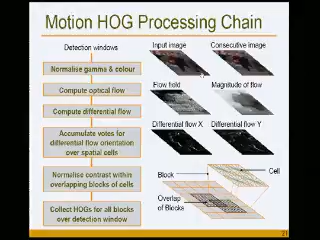 Motion HOG Processing Chain
Detection windows
Normalise gamma & colour
Compute optical flow
Compute differential flow
Accumulate votes for
differential flow orientation
over spatial cells
Normalise contrast within
overlapping blocks of cells
Collect HOGs for all blocks
over detection window
Input image
Consecutive image
Flow field
Magnitude of flow
Differential flow X
Differential flow Y
Block
Cell
Overlap
of Blocks
21